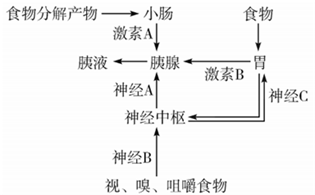 食物分解产物 小肠 食物
激素A
胰液 胰腺 激素B 胃
神经A 神经C
神经中枢
神经B
视、嗅、咀嚼食物